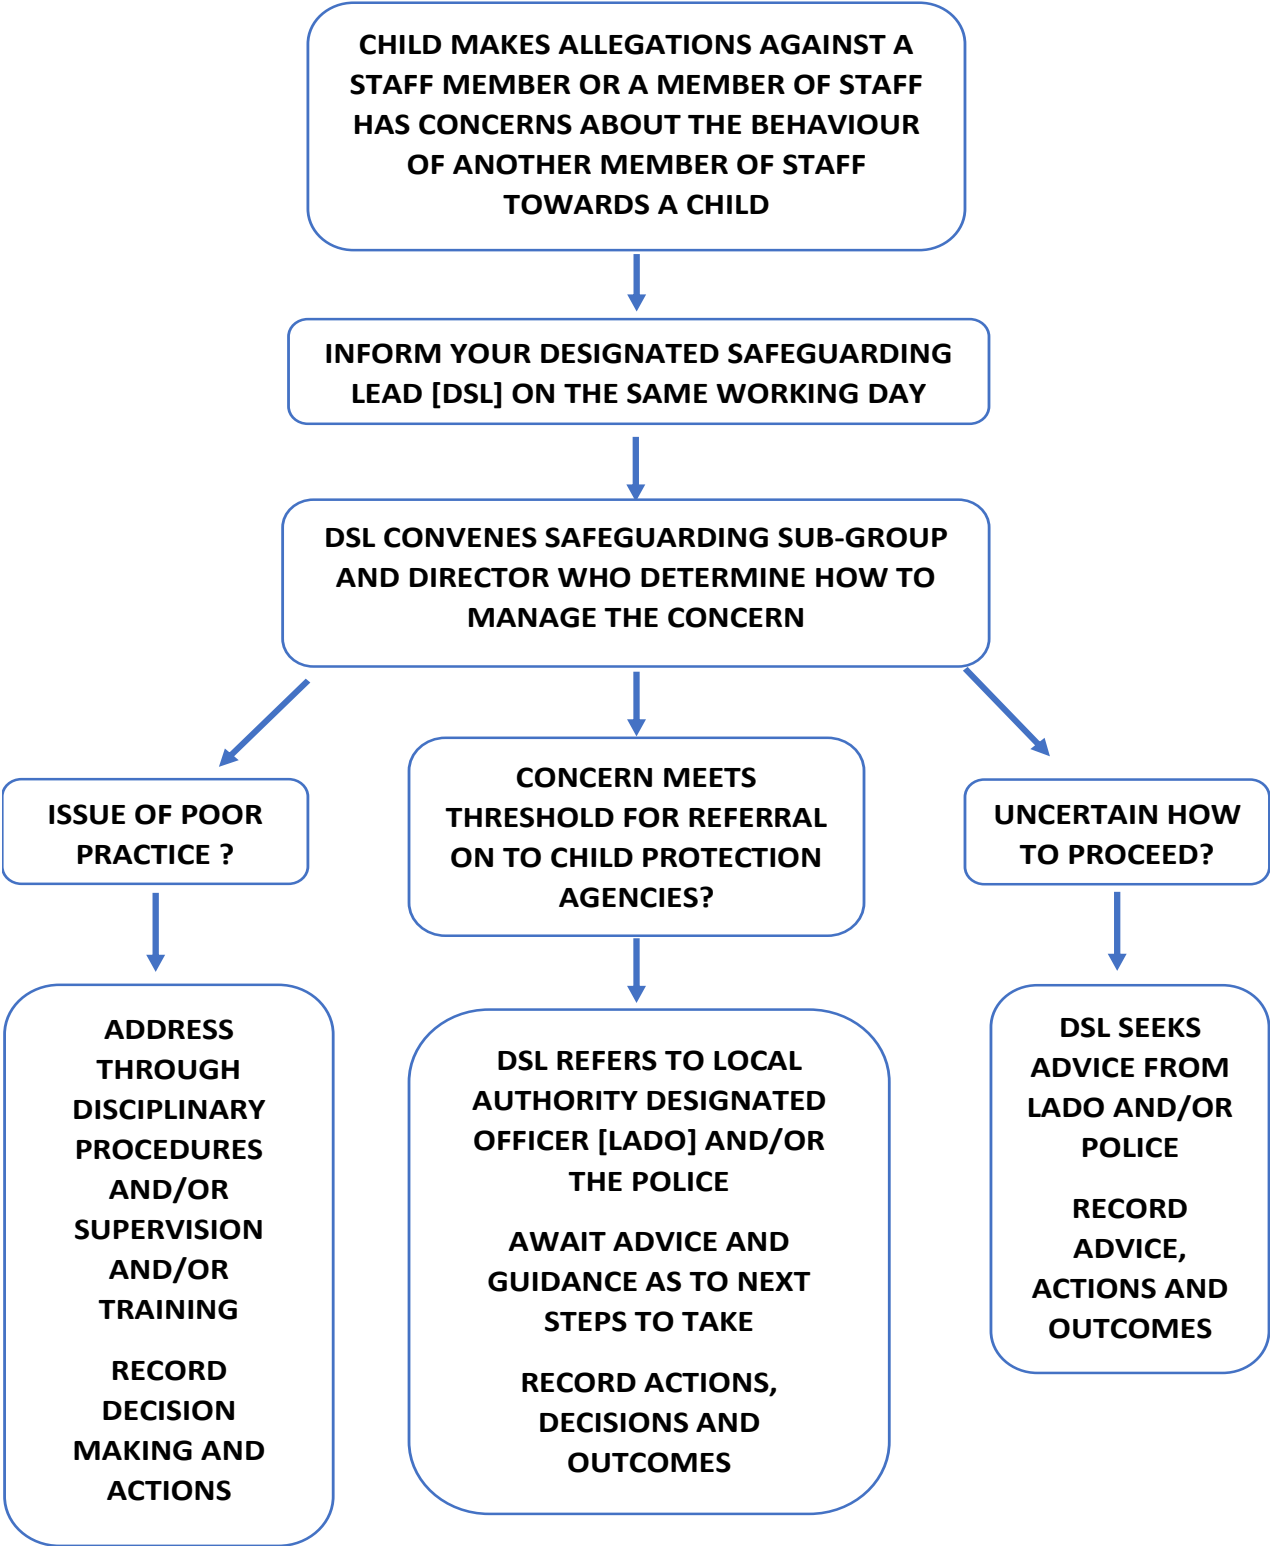 CHILD MAKES ALLEGATIONS AGAINST A
STAFF MEMBER OR A MEMBER OF STAFF
HAS CONCERNS ABOUT THE BEHAVIOUR
OF ANOTHER MEMBER OF STAFF
TOWARDS A CHILD
INFORM YOUR DESIGNATED SAFEGUARDING
LEAD [DSL] ON THE SAME WORKING DAY
DSL CONVENES SAFEGUARDING SUB-GROUP
AND DIRECTOR WHO DETERMINE HOW TO
MANAGE THE CONCERN
ISSUE OF POOR
PRACTICE ?
CONCERN MEETS
THRESHOLD FOR REFERRAL
ON TO CHILD PROTECTION
AGENCIES?
UNCERTAIN HOW
TO PROCEED?
ADDRESS
THROUGH
DISCIPLINARY
PROCEDURES
AND/OR
SUPERVISION
AND/OR
TRAINING
RECORD
DECISION
MAKING AND
ACTIONS
DSL REFERS TO LOCAL
AUTHORITY DESIGNATED
OFFICER [LADO] AND/OR
THE POLICE
AWAIT ADVICE AND
GUIDANCE AS TO NEXT
STEPS TO TAKE
RECORD ACTIONS,
DECISIONS AND
OUTCOMES
DSL SEEKS
ADVICE FROM
LADO AND/OR
POLICE
RECORD
ADVICE,
ACTIONS AND
OUTCOMES